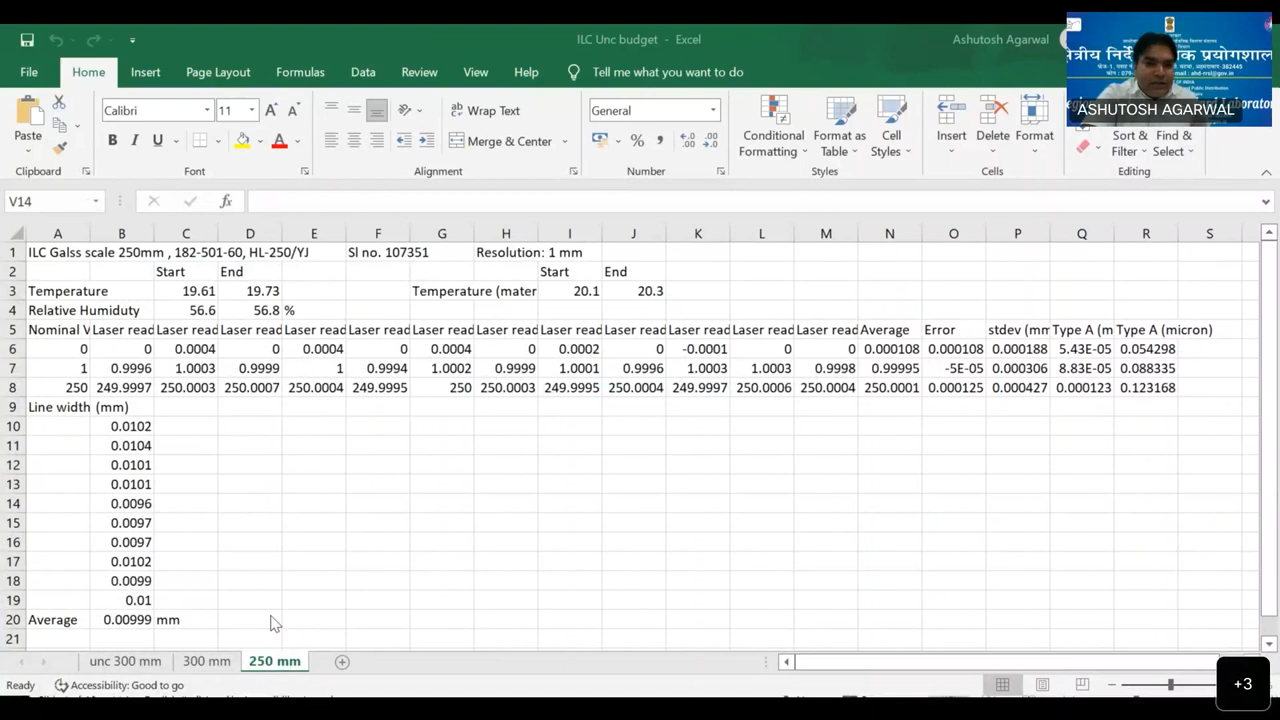 ILC Unc budget - Excel
Ashutosh Agarwal
File Home Insert Page Layout Formulas Data Review View Help Tell me what you want to do
Calibri 11 Wrap Text General
Paste Merge & Center Conditional Formatting Format as Table Cell Styles Insert Delete Format Sort & Filter Find & Select
Clipboard Font Alignment Number Styles Cells Editing
ASHUTOSH AGARWAL
V14 fx
A B C D E F G H I J K L M N O P Q R S
1 ILC Galss scale 250mm , 182-501-60, HL-250/YJ Sl no. 107351 Resolution: 1 mm
2 Start End Start End
3 Temperature 19.61 19.73 Temperature (mater 20.1 20.3
4 Relative Humiduty 56.6 56.8 %
5 Nominal V Laser read Laser read Laser read Laser read Laser read Laser read Laser read Laser read Laser read Laser read Laser read Laser read Average Error stdev (mm Type A (m Type A (micron)
6 0 0 0.0004 0 0.0004 0 0.0004 0 0.0002 0 -0.0001 0 0 0.000108 0.000108 0.000188 5.43E-05 0.054298
7 1 0.9996 1.0003 0.9999 1 0.9994 1.0002 0.9999 1.0001 0.9996 1.0003 1.0003 0.9998 0.99995 -5E-05 0.000306 8.83E-05 0.088335
8 250 249.9997 250.0003 250.0007 250.0004 249.9995 250 250.0003 249.9995 250.0004 249.9997 250.0006 250.0004 250.0001 0.000125 0.000427 0.000123 0.123168
9 Line width (mm)
10 0.0102
11 0.0104
12 0.0101
13 0.0101
14 0.0096
15 0.0097
16 0.0097
17 0.0102
18 0.0099
19 0.01
20 Average 0.00999 mm
21
unc 300 mm 300 mm 250 mm
Ready Accessibility: Good to go
+3